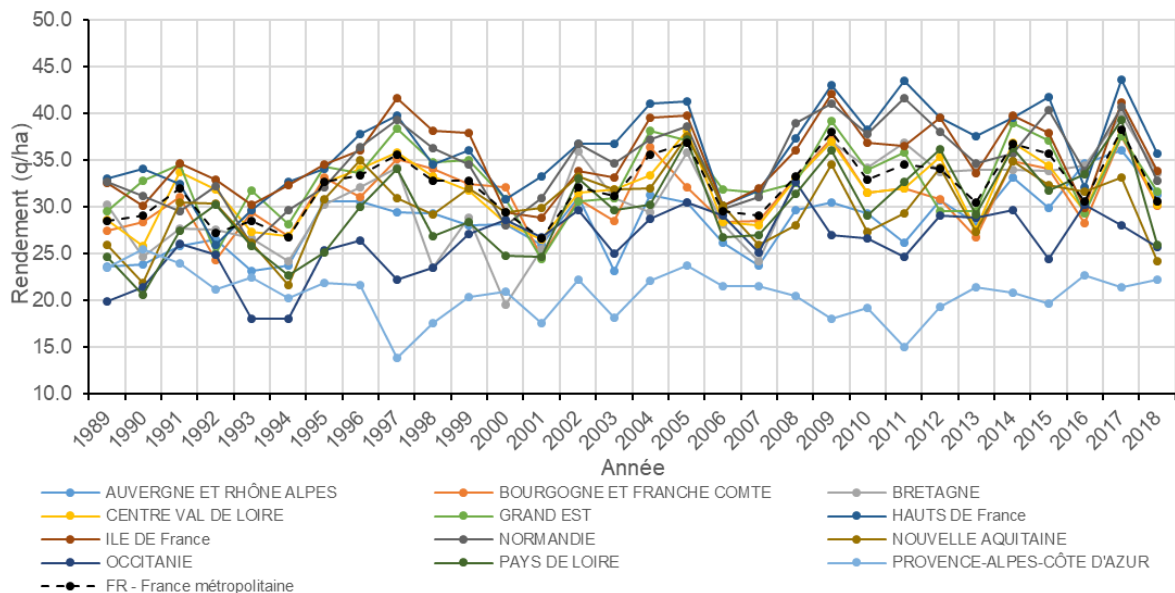 Rendement (q/ha)
50.0
45.0
40.0
35.0
30.0
25.0
20.0
15.0
10.0
1989 1990 1991 1992 1993 1994 1995 1996 1997 1998 1999 2000 2001 2002 2003 2004 2005 2006 2007 2008 2009 2010 2011 2012 2013 2014 2015 2016 2017 2018
Année
AUVERGNE ET RHÔNE ALPES BOURGOGNE ET FRANCHE COMTE BRETAGNE
CENTRE VAL DE LOIRE GRAND EST HAUTS DE France
ILE DE France NORMANDIE NOUVELLE AQUITAINE
OCCITANIE PAYS DE LOIRE PROVENCE-ALPES-CÔTE D'AZUR
FR - France métropolitaine